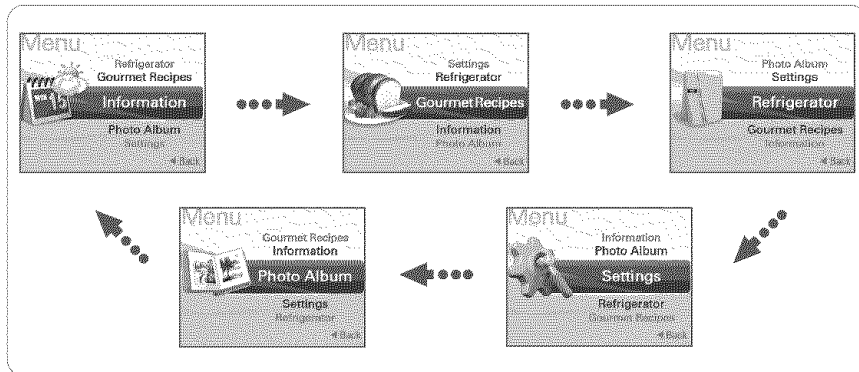 Menu
Refrigerator
Gourmet Recipes
Information
Photo Album
Settings
Back
Menu
Settings
Refrigerator
Gourmet Recipes
Information
Photo Album
Back
Menu
Photo Album
Settings
Refrigerator
Gourmet Recipes
Information
Back
Menu
Gourmet Recipes
Information
Photo Album
Settings
Refrigerator
Back
Menu
Information
Photo Album
Settings
Refrigerator
Gourmet Recipes
Back